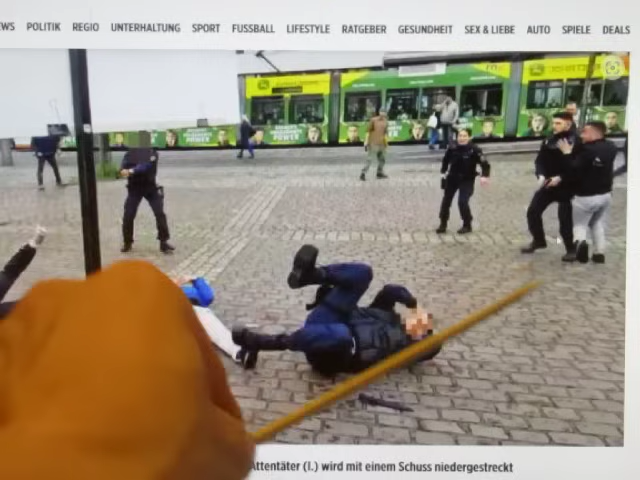 POLITIK REGIO UNTERHALTUNG SPORT FUSSBALL LIFESTYLE RATGEBER GESUNDHEIT SEX & LIEBE AUTO SPIELE DEALS
Attentäter (l.) wird mit einem Schuss niedergestreckt